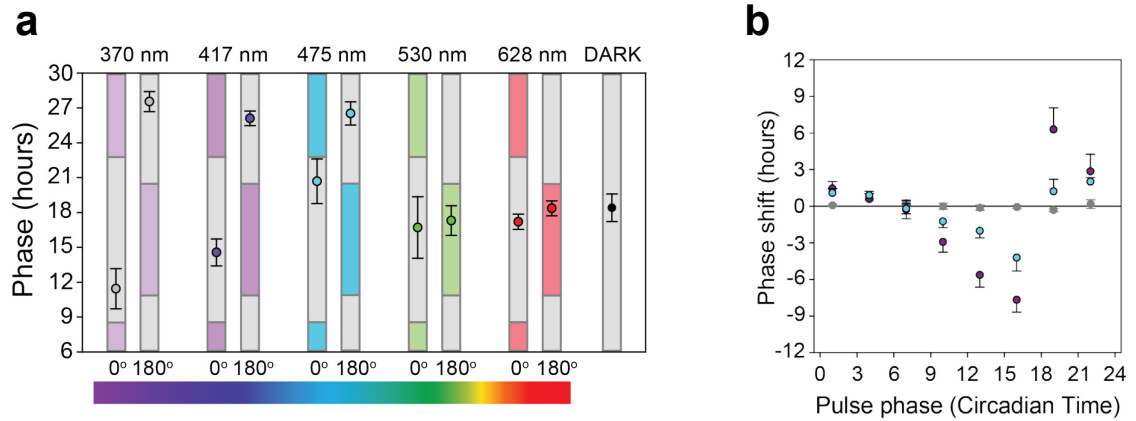 a
370 nm 417 nm 475 nm 530 nm 628 nm DARK
Phase (hours)
30
27
24
21
18
15
12
9
6
0° 180° 0° 180° 0° 180° 0° 180° 0° 180°
b
Phase shift (hours)
12
9
6
3
0
-3
-6
-9
-12
0 3 6 9 12 15 18 21 24
Pulse phase (Circadian Time)